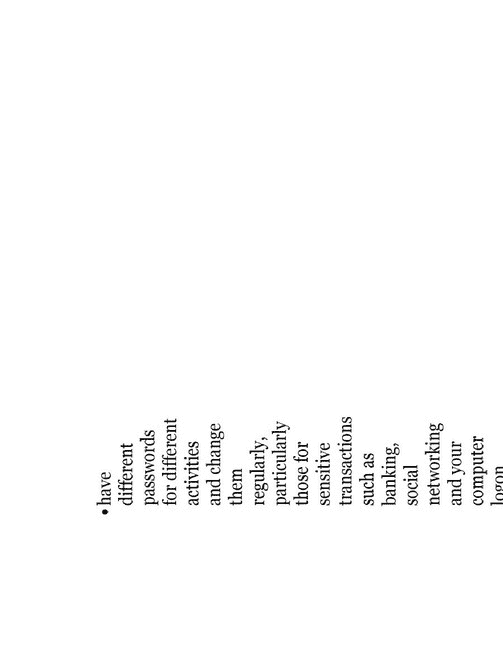 • have
different
passwords
for different
activities
and change
them
regularly,
particularly
those for
sensitive
transactions
such as
banking,
social
networking
and your
computer
logon